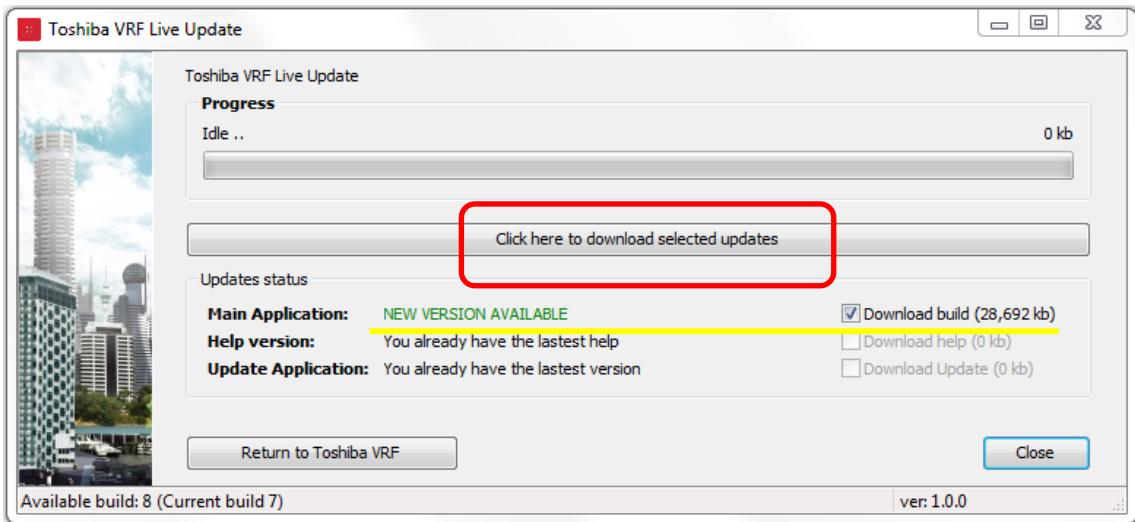 Toshiba VRF Live Update
Toshiba VRF Live Update
Progress
Idle .. 0 kb
Click here to download selected updates
Updates status
Main Application: NEW VERSION AVAILABLE Download build (28,692 kb)
Help version: You already have the lastest help Download help (0 kb)
Update Application: You already have the lastest version Download Update (0 kb)
Return to Toshiba VRF Close
Available build: 8 (Current build 7) ver: 1.0.0